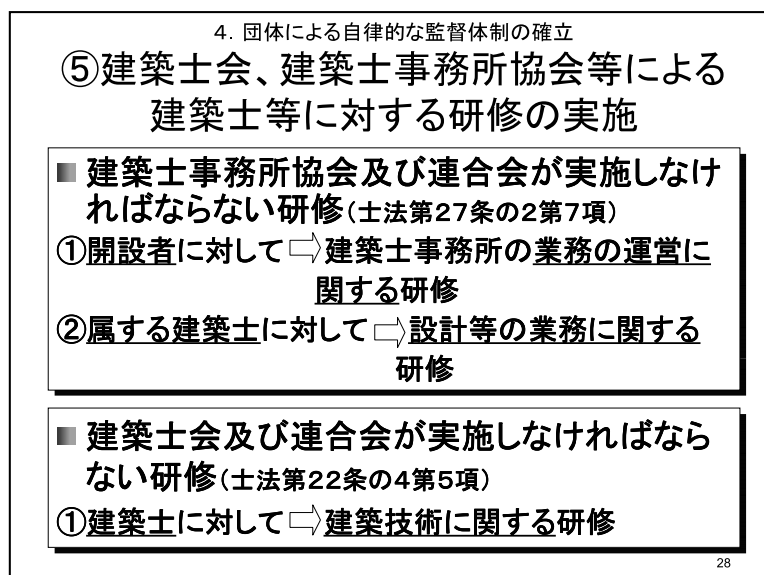 4．団体による自律的な監督体制の確立
⑤建築士会、建築士事務所協会等による
建築士等に対する研修の実施
建築士事務所協会及び連合会が実施しなけ
ればならない研修（士法第27条の2第7項）
①開設者に対して⇨建築士事務所の業務の運営に
関する研修
②属する建築士に対して⇨設計等の業務に関する
研修
建築士会及び連合会が実施しなければなら
ない研修（士法第22条の4第5項）
①建築士に対して⇨建築技術に関する研修
28